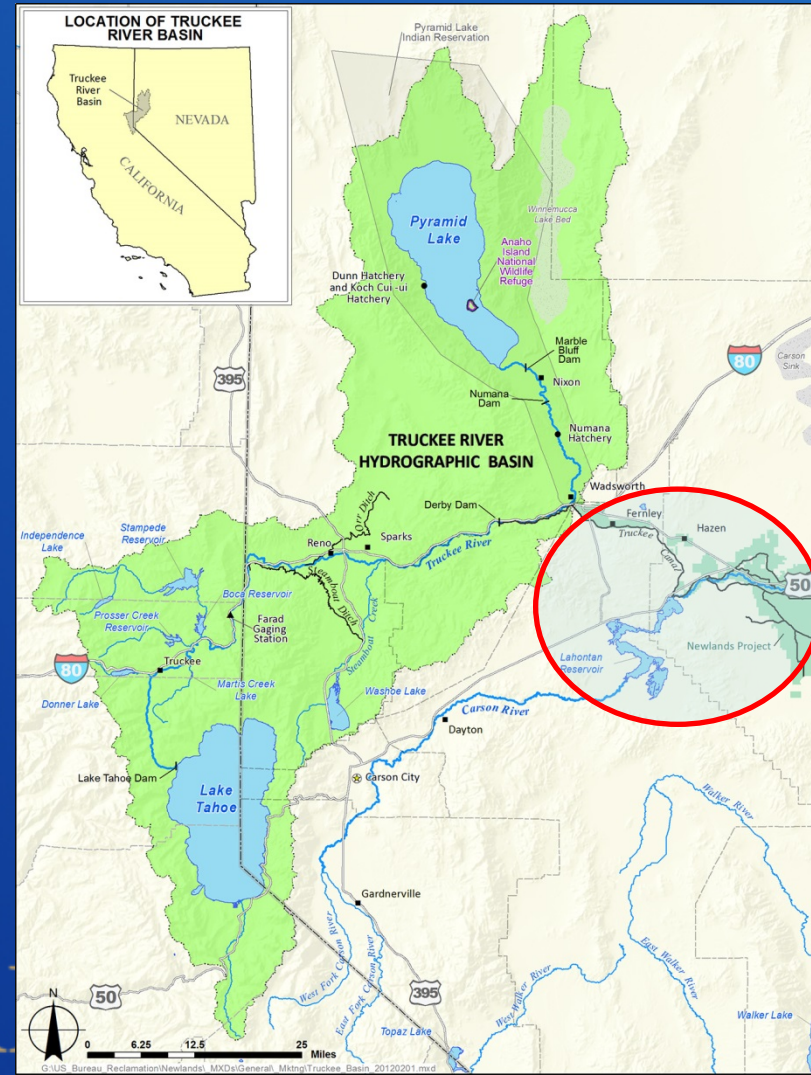 LOCATION OF TRUCKEE
RIVER BASIN
Truckee
River
Basin
NEVADA
CALIFORNIA
Pyramid Lake
Indian Reservation
Pyramid
Lake
Winnemucca
Lake Bed
Anaho
Island
National
Wildlife
Refuge
Dunn Hatchery
and Koch Cui-ui
Hatchery
Marble
Bluff
Dam
80
Carson
Sink
395
Nixon
Numana
Dam
Numana
Hatchery
TRUCKEE RIVER
HYDROGRAPHIC BASIN
Wadsworth
Derby Dam
Fernley
Hazen
Truckee
Canal
50
Orr Ditch
Reno
Sparks
Truckee River
Independence
Lake
Stampede
Reservoir
Boca Reservoir
Steamboat Ditch
Steamboat Creek
Prosser Creek
Reservoir
Farad
Gaging
Station
Newlands Project
Lahontan
Reservoir
80
Truckee
Martis Creek
Lake
Donner Lake
Washoe Lake
Carson River
Dayton
Lake Tahoe Dam
Carson City
Lake
Tahoe
Walker River
Gardnerville
West Fork Carson River
East Fork Carson River
East Walker River
West Walker River
395
50
Topaz Lake
Walker Lake
N
0 6.25 12.5 25
Miles
G:\US_Bureau_Reclamation\Newlands\_MXDs\General\_Mktng\Truckee_Basin_20120201.mxd